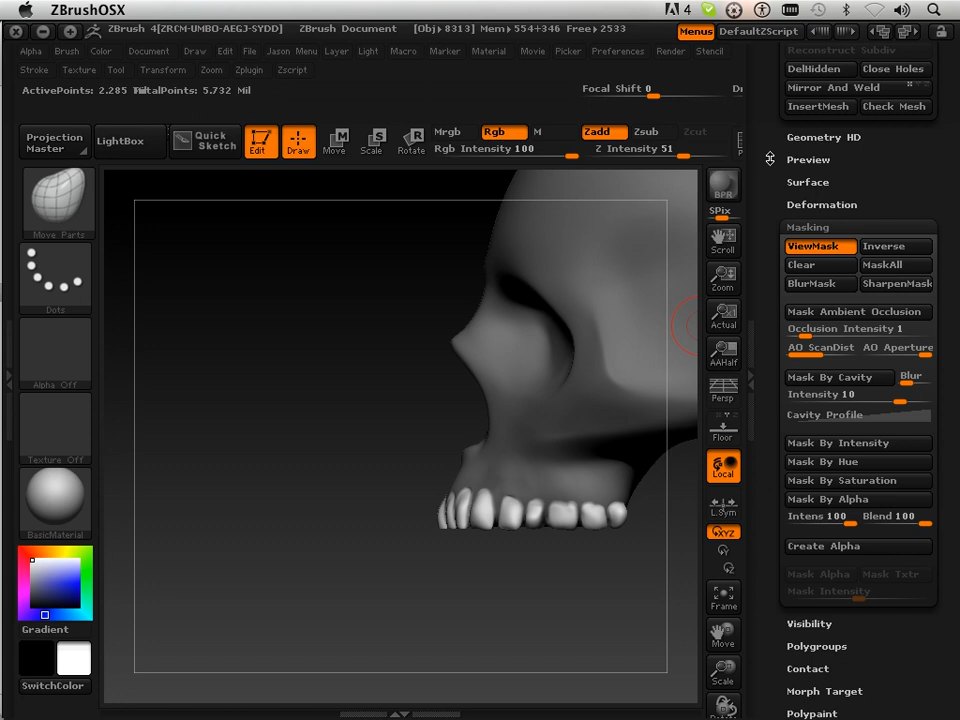 ZBrushOSX
4
ZBrush 4[ZRCM-UMBO-AEGJ-SYDD] ZBrush Document [Obj▸ 8313] Mem▸554+346 Free▸2533 Menus DefaultZScript
Alpha Brush Color Document Draw Edit File Jason Menu Layer Light Macro Marker Material Movie Picker Preferences Render Stencil
Stroke Texture Tool Transform Zoom Zplugin Zscript
ActivePoints: 2.285 Mil
TotalPoints: 5.732 Mil
Focal Shift 0
Projection Master
LightBox
Quick Sketch
Edit
Draw
Move
Scale
Rotate
Mrgb Rgb M
Rgb Intensity 100
Zadd Zsub Zcut
Z Intensity 51
Move Parts
Dots
Alpha Off
Texture Off
BasicMaterial
Gradient
SwitchColor
BPR
SPix
Scroll
Zoom
Actual
AAHalf
Persp
Floor
Local
L.Sym
XYZ
Frame
Move
Scale
Reconstruct Subdiv
DelHidden Close Holes
Mirror And Weld
InsertMesh Check Mesh
Geometry HD
Preview
Surface
Deformation
Masking
ViewMask Inverse
Clear MaskAll
BlurMask SharpenMask
Mask Ambient Occlusion
Occlusion Intensity 1
AO ScanDist AO Aperture
Mask By Cavity Blur
Intensity 10
Cavity Profile
Mask By Intensity
Mask By Hue
Mask By Saturation
Mask By Alpha
Intens 100 Blend 100
Create Alpha
Mask Alpha Mask Txtr
Mask Intensity
Visibility
Polygroups
Contact
Morph Target
Polypaint